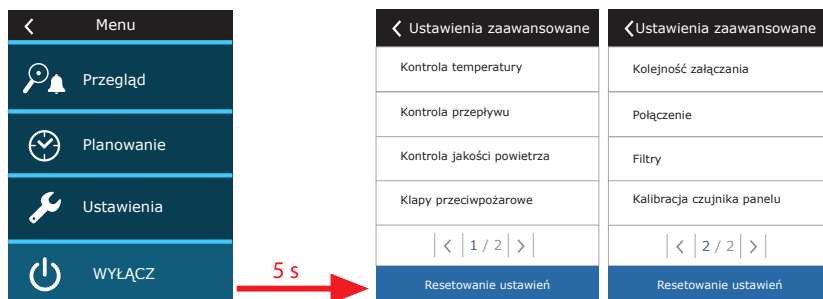 Menu
Przegląd
Planowanie
Ustawienia
WYŁĄCZ
5 s
Ustawienia zaawansowane
Kontrola temperatury
Kontrola przepływu
Kontrola jakości powietrza
Klapy przeciwpożarowe
1 / 2
Resetowanie ustawień
Ustawienia zaawansowane
Kolejność załączania
Połączenie
Filtry
Kalibracja czujnika panelu
2 / 2
Resetowanie ustawień